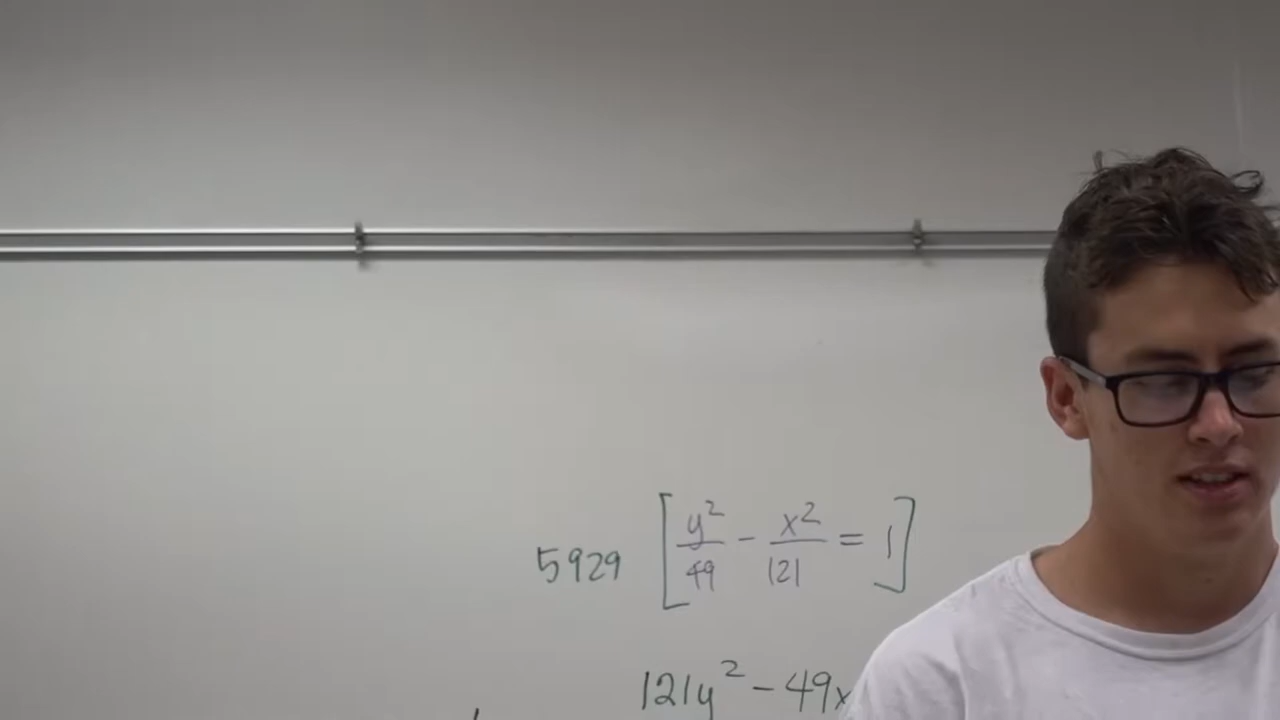 5929 [y²/49 - x²/121 = 1]
121y² - 49x